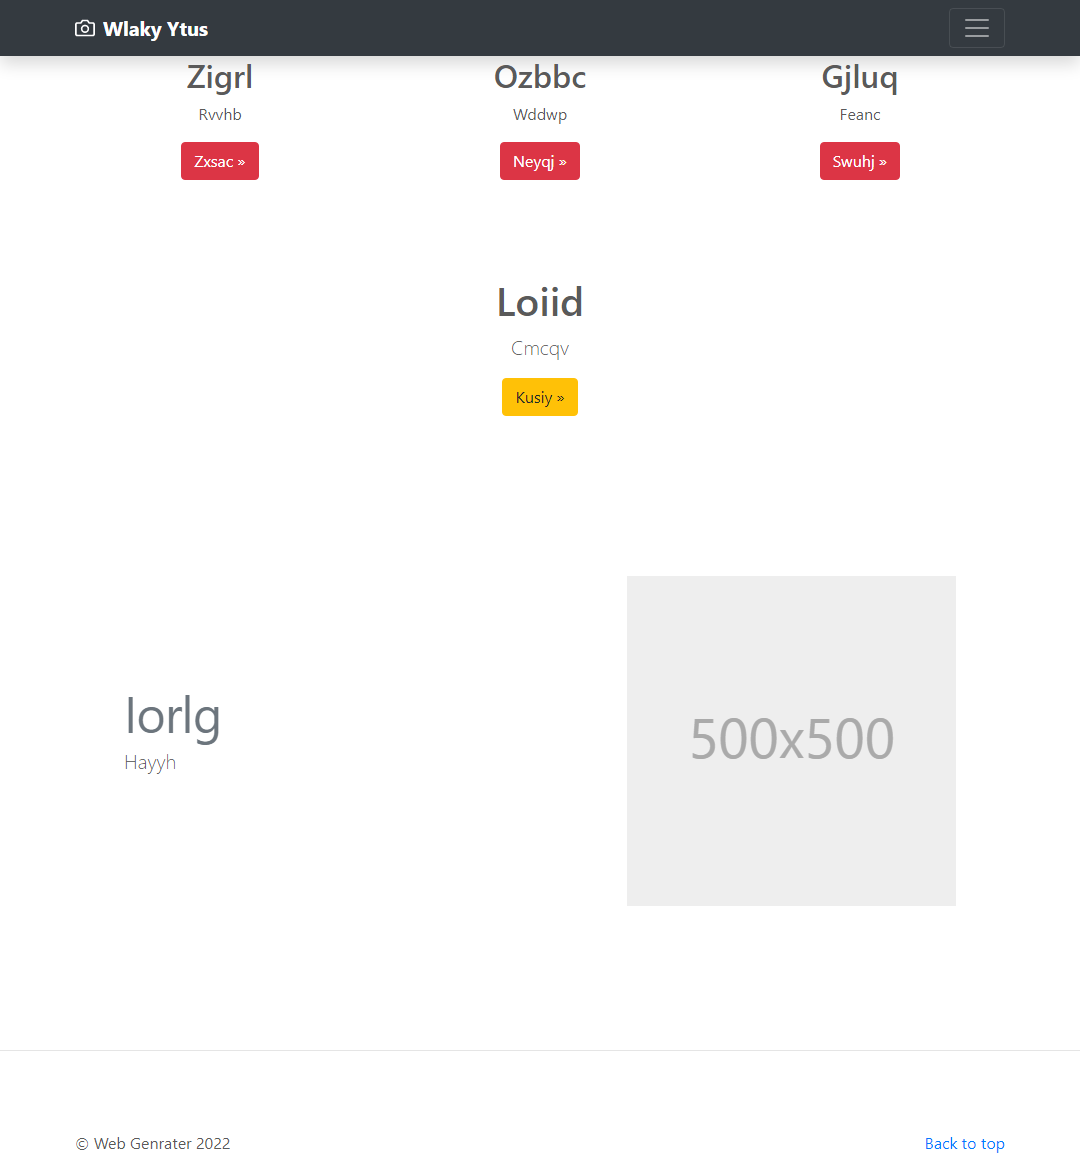 Wlaky Ytus
Zigrl
Ozbbc
Gjluq
Rvvhb
Wddwp
Feanc
Zxsac »
Neyqj »
Swuhj »
Loiid
Cmcqv
Kusiy »
lorlg
Hayyh
500x500
© Web Genrater 2022
Back to top